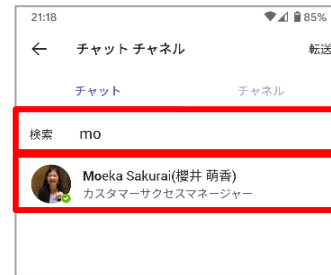 21:18 85%
← チャット チャネル 転送
チャット チャネル
検索 mo
Moeka Sakurai(櫻井 萌香)
カスタマーサクセスマネージャー